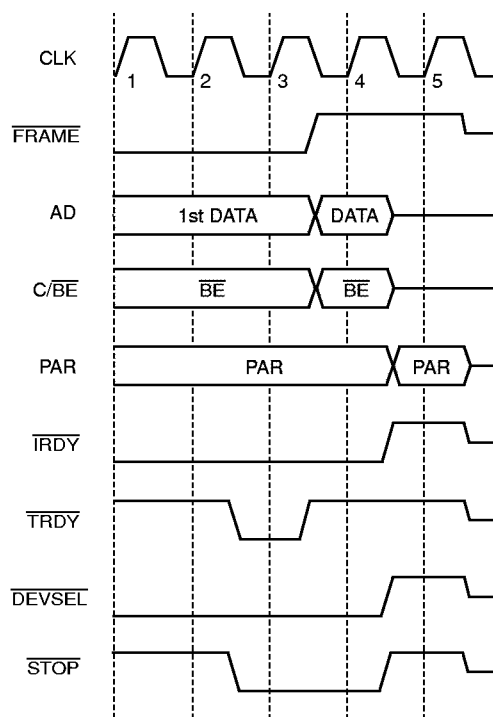 CLK
1 2 3 4 5
FRAME
AD 1st DATA DATA
C/BE BE BE
PAR PAR PAR
IRDY
TRDY
DEVSEL
STOP